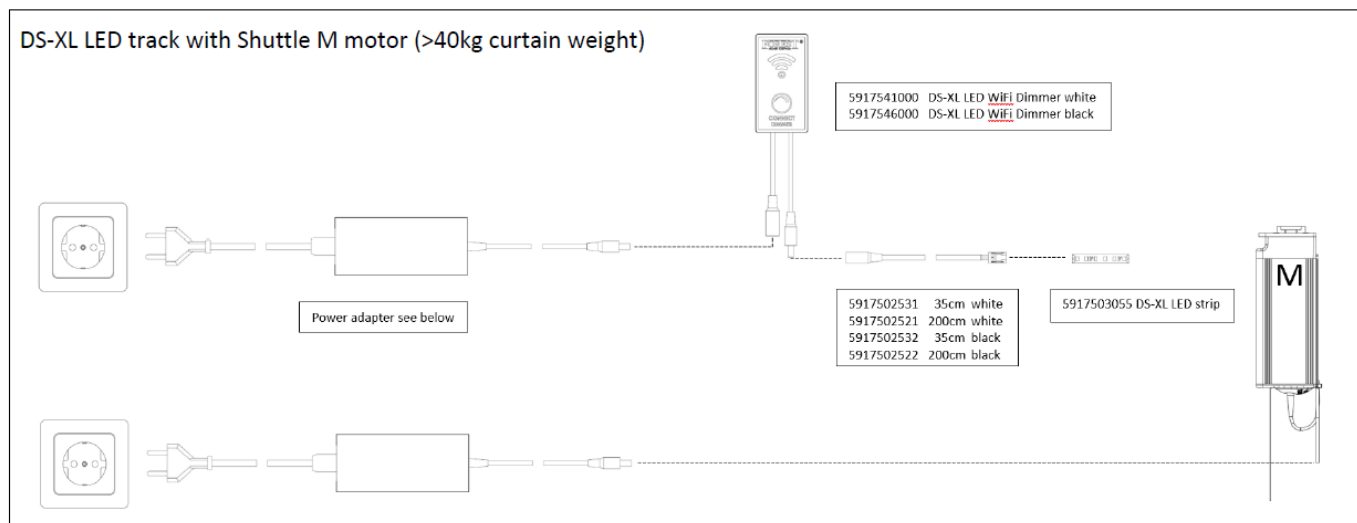 DS-XL LED track with Shuttle M motor (>40kg curtain weight)
CONNECT
DIMMER
5917541000 DS-XL LED WiFi Dimmer white
5917546000 DS-XL LED WiFi Dimmer black
Power adapter see below
5917502531 35cm white
5917502521 200cm white
5917502532 35cm black
5917502522 200cm black
5917503055 DS-XL LED strip
M